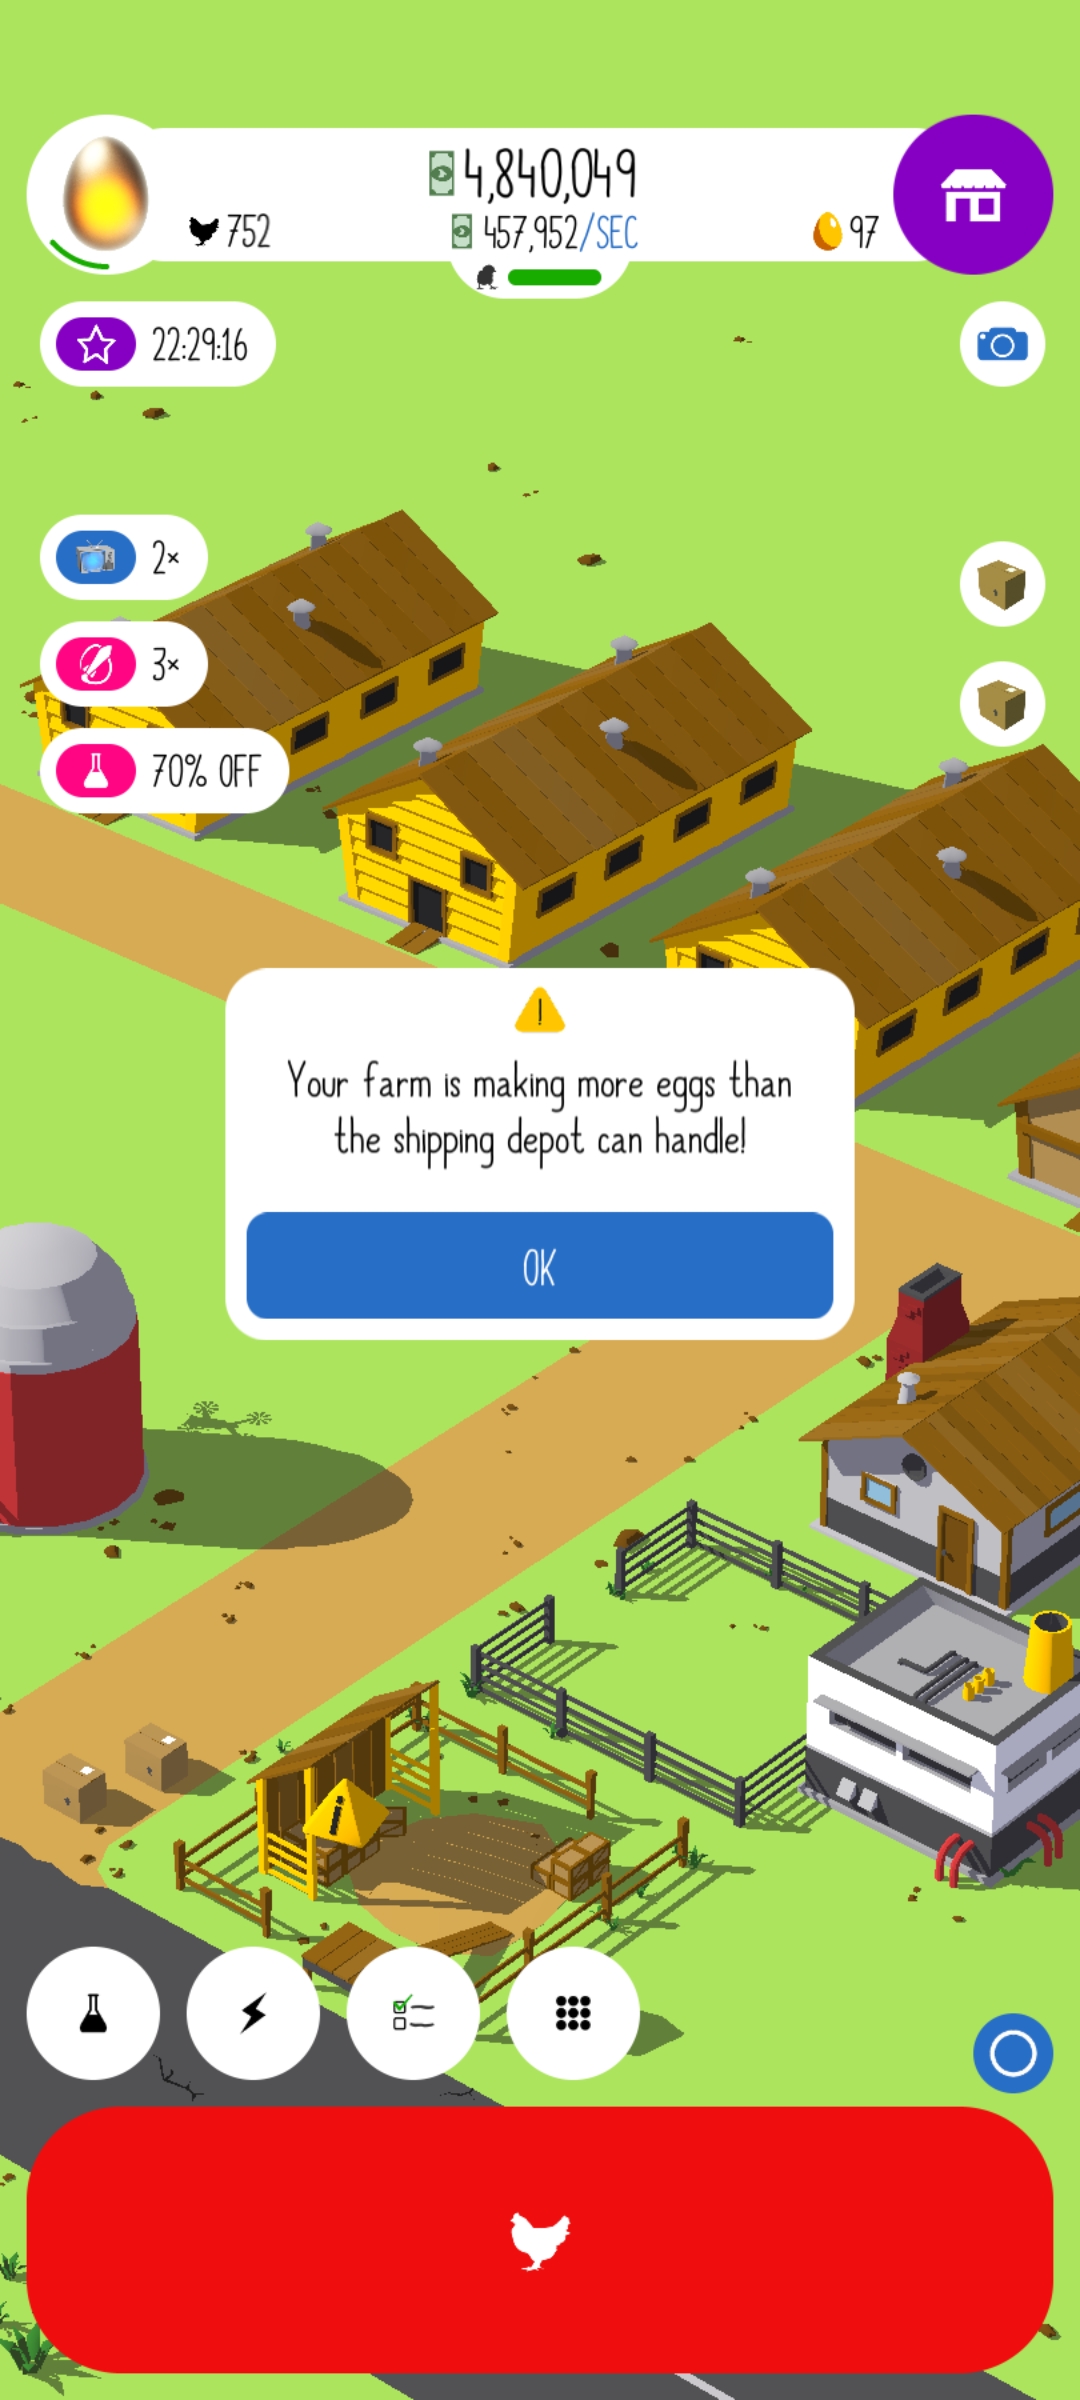 4,840,049
752
457,952/SEC
97
22:29:16
2×
3×
70% OFF
Your farm is making more eggs than
the shipping depot can handle!
OK